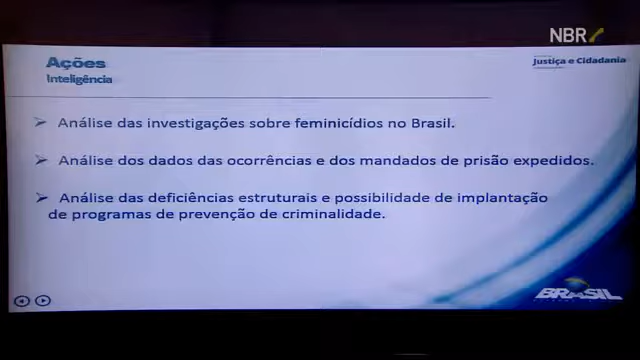 NBR
Ações
Inteligência
Justiça e Cidadania
Análise das investigações sobre feminicídios no Brasil.
Análise dos dados das ocorrências e dos mandados de prisão expedidos.
Análise das deficiências estruturais e possibilidade de implantação
de programas de prevenção de criminalidade.
BRASIL